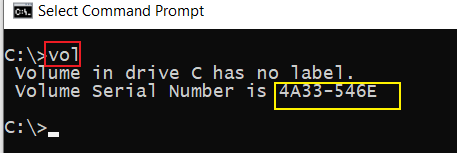 Select Command Prompt
C:\>vol
Volume in drive C has no label.
Volume Serial Number is 4A33-546E
C:\>